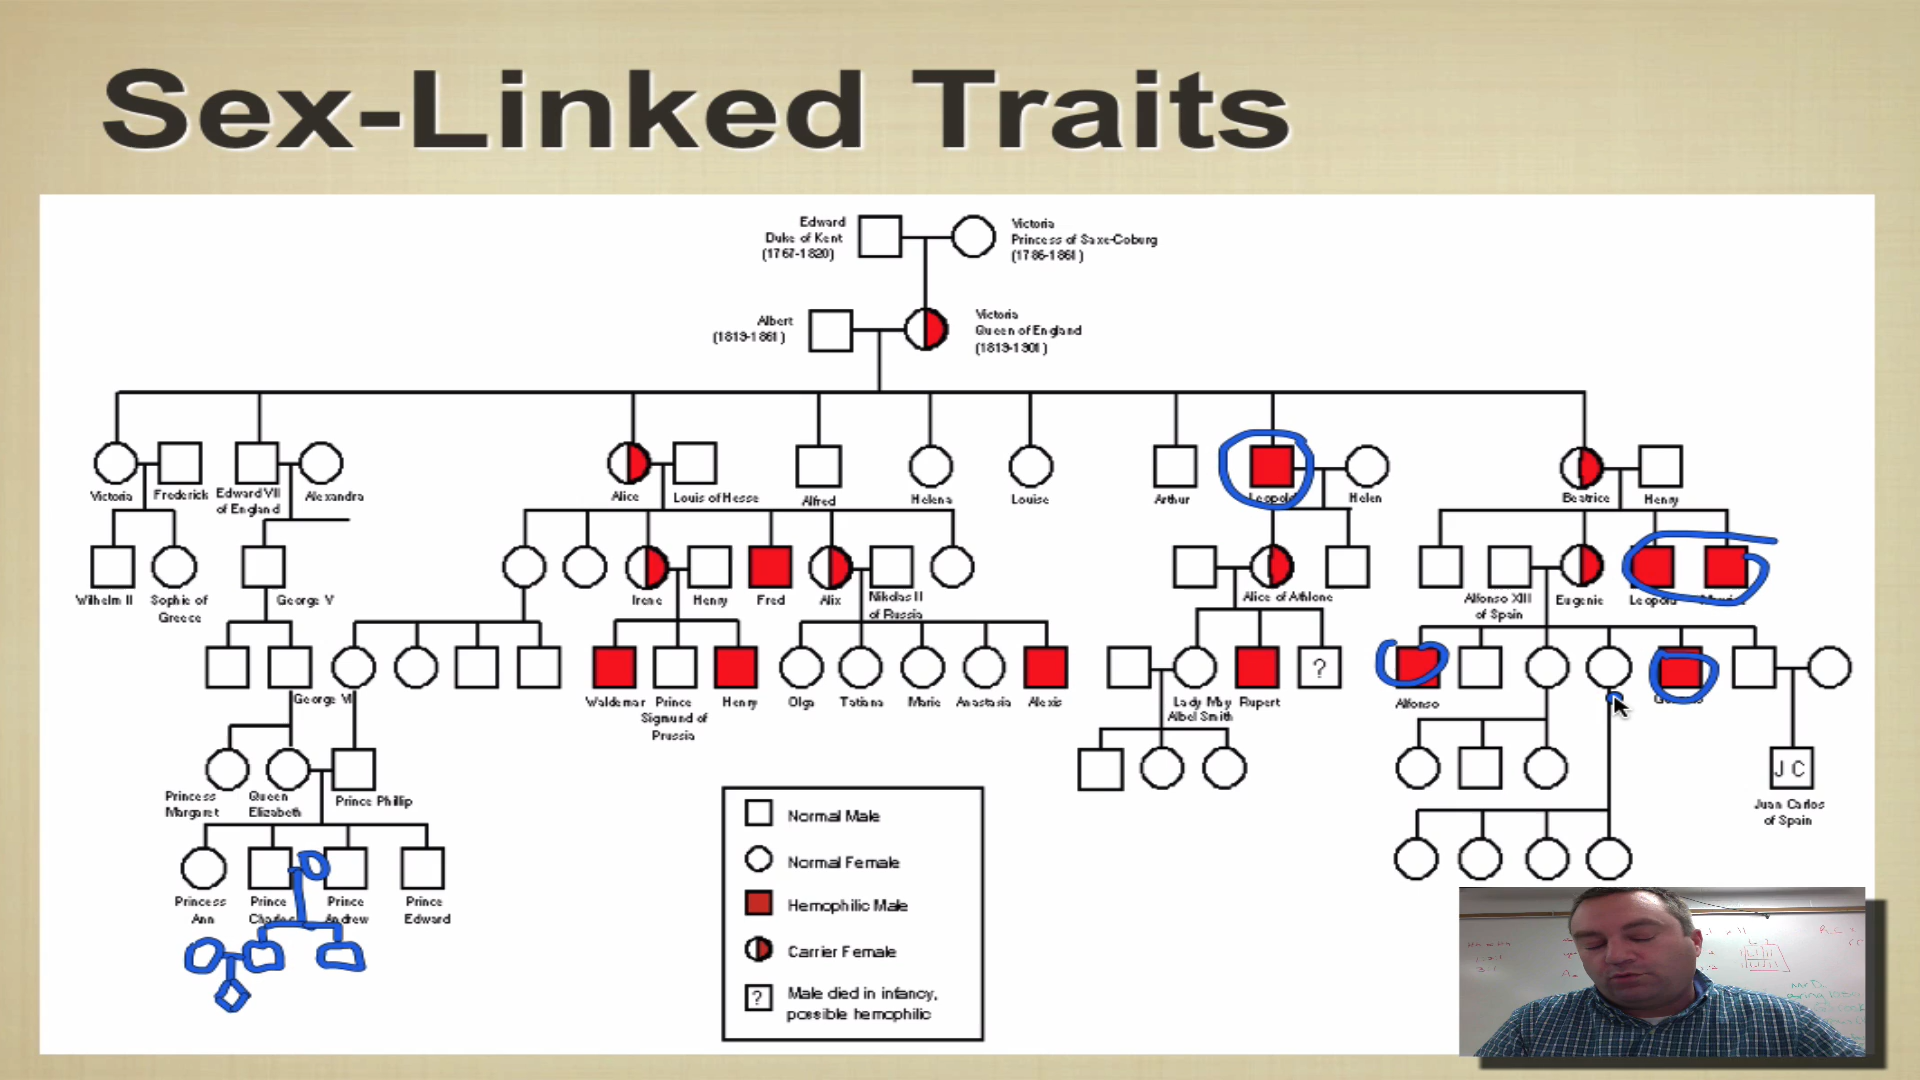 Sex-Linked Traits
Edward
Duke of Kent
(1767-1820)
Victoria
Princess of Saxe-Coburg
(1786-1861)
Albert
(1819-1861)
Victoria
Queen of England
(1819-1901)
Victoria
Frederick
Edward VII
of England
Alexandra
Alice
Louis of Hesse
Alfred
Helena
Louise
Arthur
Leopold
Helen
Beatrice
Henry
Wilhelm II
Sophie of
Greece
George V
Irene
Henry
Fred
Alix
Nikolas II
of Russia
Alice of Athlone
Alfonso XIII
of Spain
Eugenie
Leopold
George VI
Waldemar
Prince
Sigmund of
Prussia
Henry
Olga
Tatiana
Marie
Anastasia
Alexis
Lady May
Abel Smith
Rupert
?
Alfonso
Princess
Margaret
Queen
Elizabeth
Prince Phillip
J C
Juan Carlos
of Spain
Princess
Ann
Prince
Charles
Prince
Andrew
Prince
Edward
Normal Male
Normal Female
Hemophilic Male
Carrier Female
?
Male died in infancy,
possible hemophilic